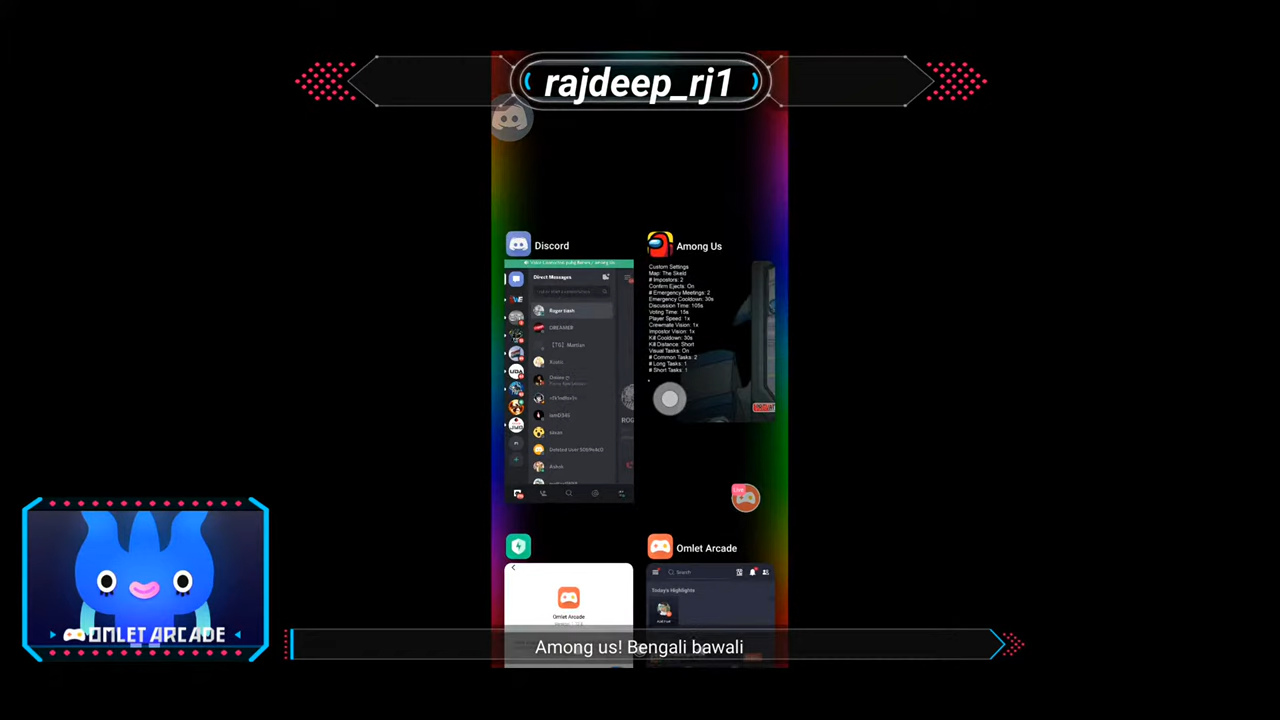 rajdeep_rj1
Discord
Among Us
Direct Messages
Custom Settings
Map: The Skeld
# Impostors: 2
Confirm Ejects: On
# Emergency Meetings: 2
Emergency Cooldown: 30s
Discussion Time: 105s
Voting Time: 15s
Player Speed: 1x
Crewmate Vision: 1x
Impostor Vision: 1x
Kill Cooldown: 30s
Kill Distance: Short
Visual Tasks: On
# Common Tasks: 2
# Long Tasks: 1
# Short Tasks: 1
DREAMER
Ashok
Omlet Arcade
Search
Today's Highlights
Omlet Arcade
OMLET ARCADE
Among us! Bengali bawali